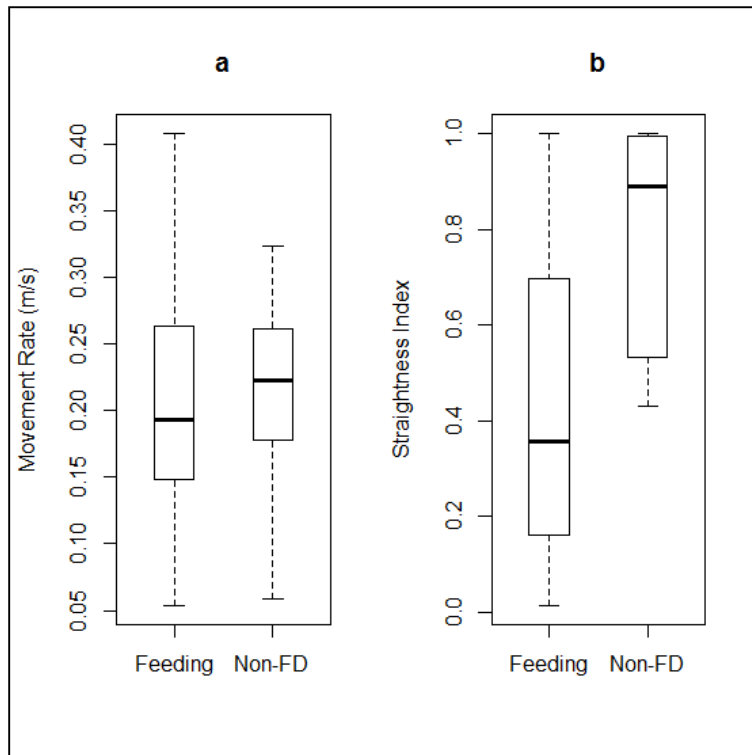 a
Movement Rate (m/s)
0.40
0.35
0.30
0.25
0.20
0.15
0.10
0.05
Feeding Non-FD
b
Straightness Index
1.0
0.8
0.6
0.4
0.2
0.0
Feeding Non-FD